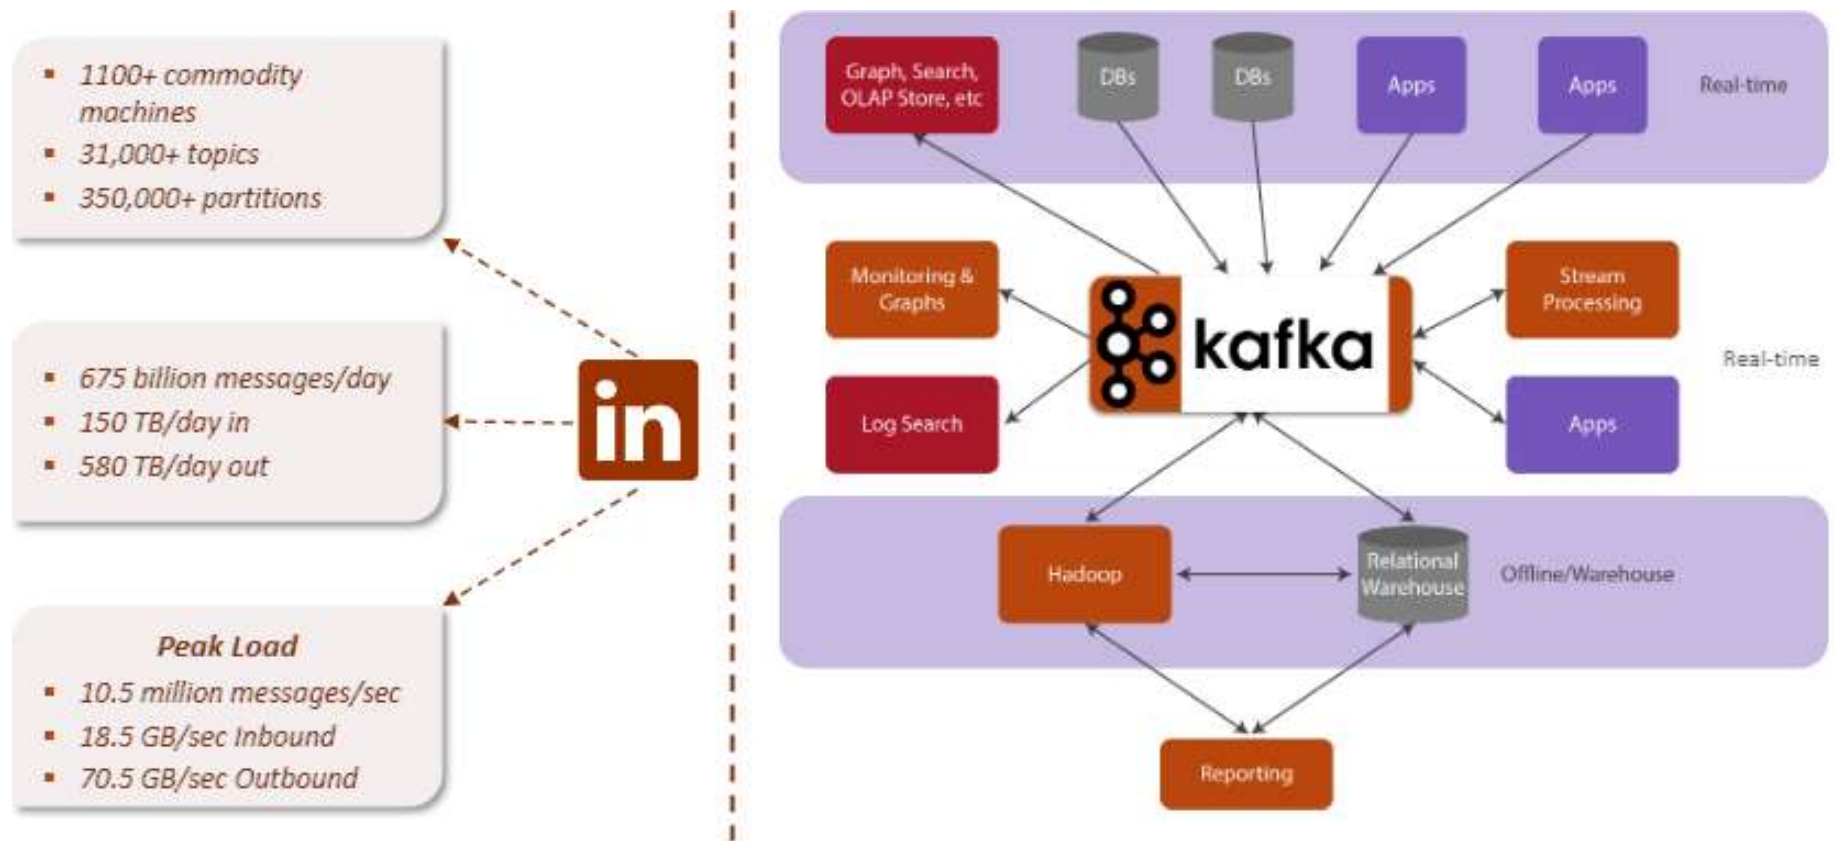 1100+ commodity
machines
31,000+ topics
350,000+ partitions
675 billion messages/day
150 TB/day in
580 TB/day out
Peak Load
10.5 million messages/sec
18.5 GB/sec Inbound
70.5 GB/sec Outbound
in
Graph, Search,
OLAP Store, etc
DBs
DBs
Apps
Apps
Real-time
Monitoring &
Graphs
Stream
Processing
kafka
Real-time
Log Search
Apps
Hadoop
Relational
Warehouse
Offline/Warehouse
Reporting